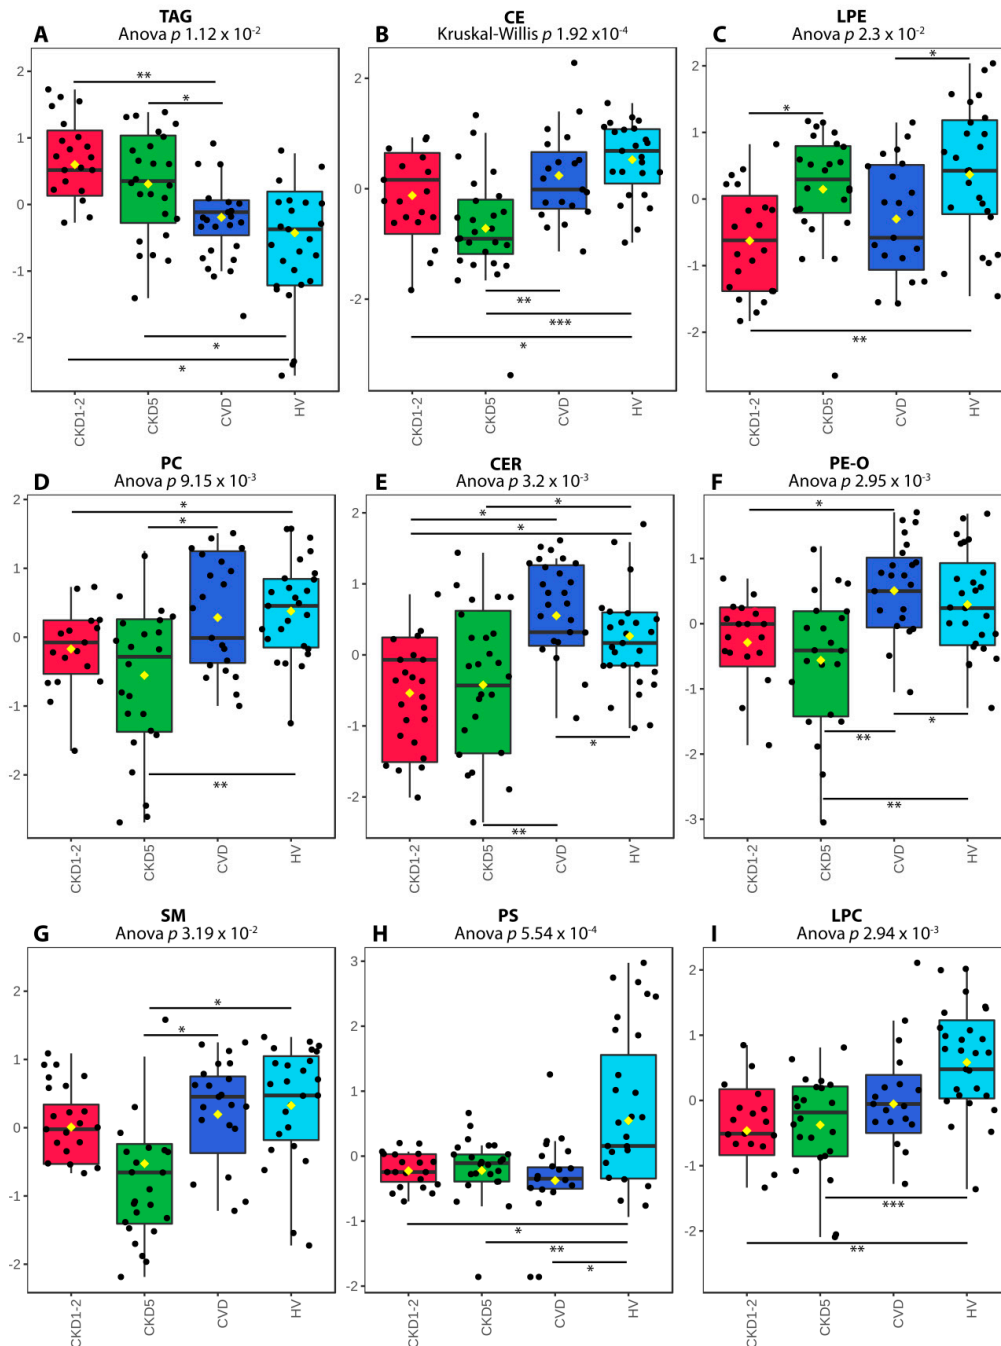 TAG
A Anova p 1.12 x 10-2
2
1
0
-1
-2
** 
*
*
*
CKD1-2 CKD5 CVD HV
CE
B Kruskal-Willis p 1.92 x10-4
2
0
-2
**
***
*
CKD1-2 CKD5 CVD HV
LPE
C Anova p 2.3 x 10-2
2
1
0
-1
-2
*
*
**
CKD1-2 CKD5 CVD HV
PC
D Anova p 9.15 x 10-3
2
1
0
-1
-2
*
*
**
CKD1-2 CKD5 CVD HV
CER
E Anova p 3.2 x 10-3
2
1
0
-1
-2
*
*
*
*
**
CKD1-2 CKD5 CVD HV
PE-O
F Anova p 2.95 x 10-3
1
0
-1
-2
-3
*
*
**
**
CKD1-2 CKD5 CVD HV
SM
G Anova p 3.19 x 10-2
2
1
0
-1
-2
*
*
CKD1-2 CKD5 CVD HV
PS
H Anova p 5.54 x 10-4
3
2
1
0
-1
-2
*
**
*
CKD1-2 CKD5 CVD HV
LPC
I Anova p 2.94 x 10-3
2
1
0
-1
-2
***
**
CKD1-2 CKD5 CVD HV